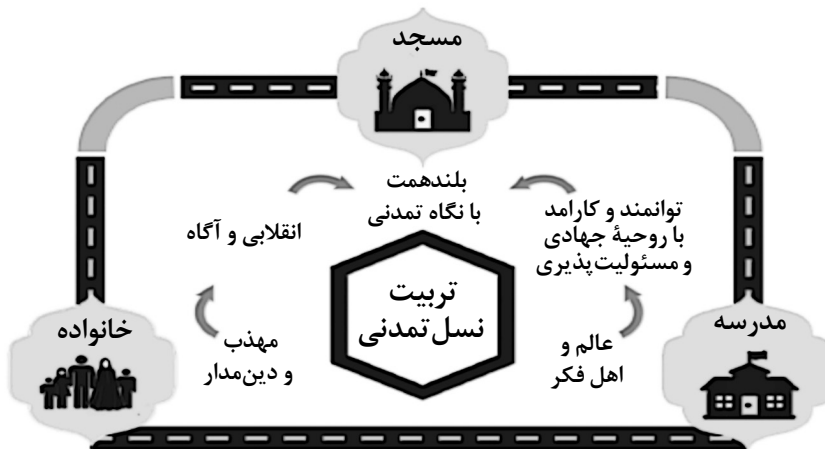 مسجد
بلندهمت
با نگاه تمدنی
توانمند و کارامد
با روحیهٔ جهادی
و مسئولیت‌پذیری
انقلابی و آگاه
تربیت
نسل تمدنی
مدرسه
خانواده
عالم و
اهل فکر
مهذب
و دین‌مدار